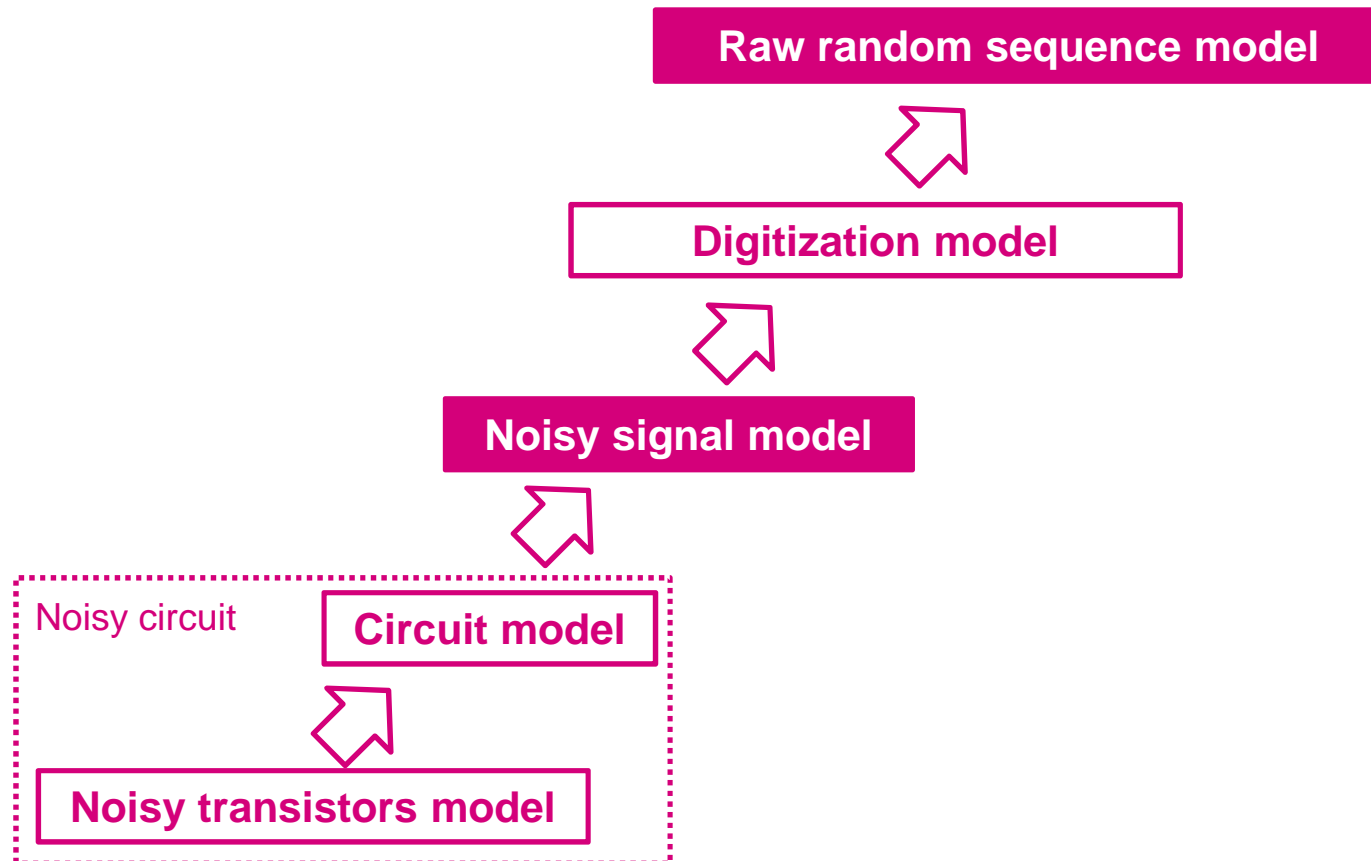 Raw random sequence model
Digitization model
Noisy signal model
Noisy circuit
Circuit model
Noisy transistors model